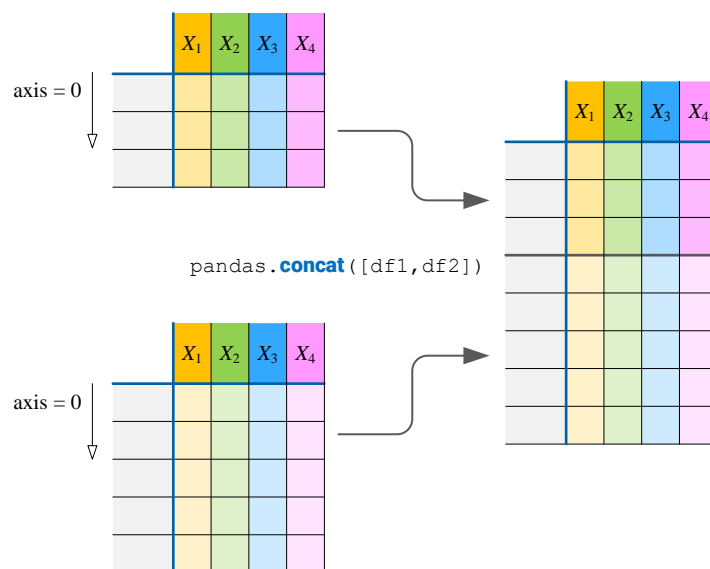 X₁ X₂ X₃ X₄
axis = 0
X₁ X₂ X₃ X₄
pandas.concat([df1,df2])
X₁ X₂ X₃ X₄
axis = 0